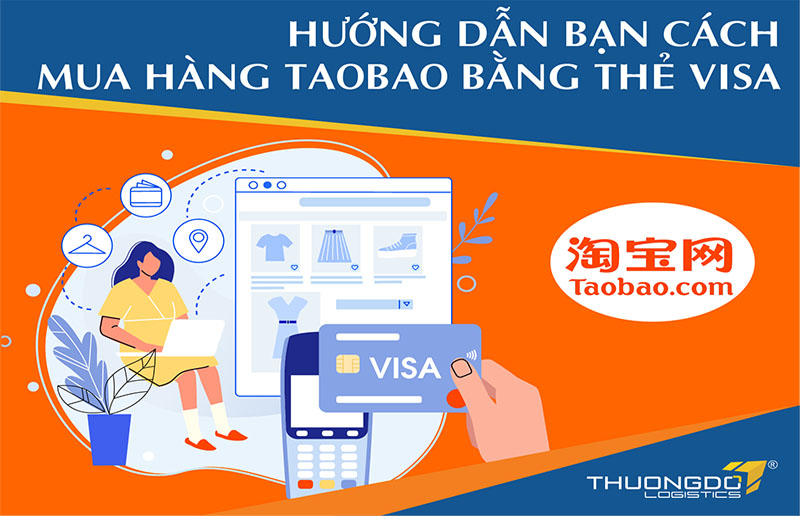 HƯỚNG DẪN BẠN CÁCH
MUA HÀNG TAOBAO BẰNG THẺ VISA
淘宝网
Taobao.com
VISA
THUONGDO
LOGISTICS
®